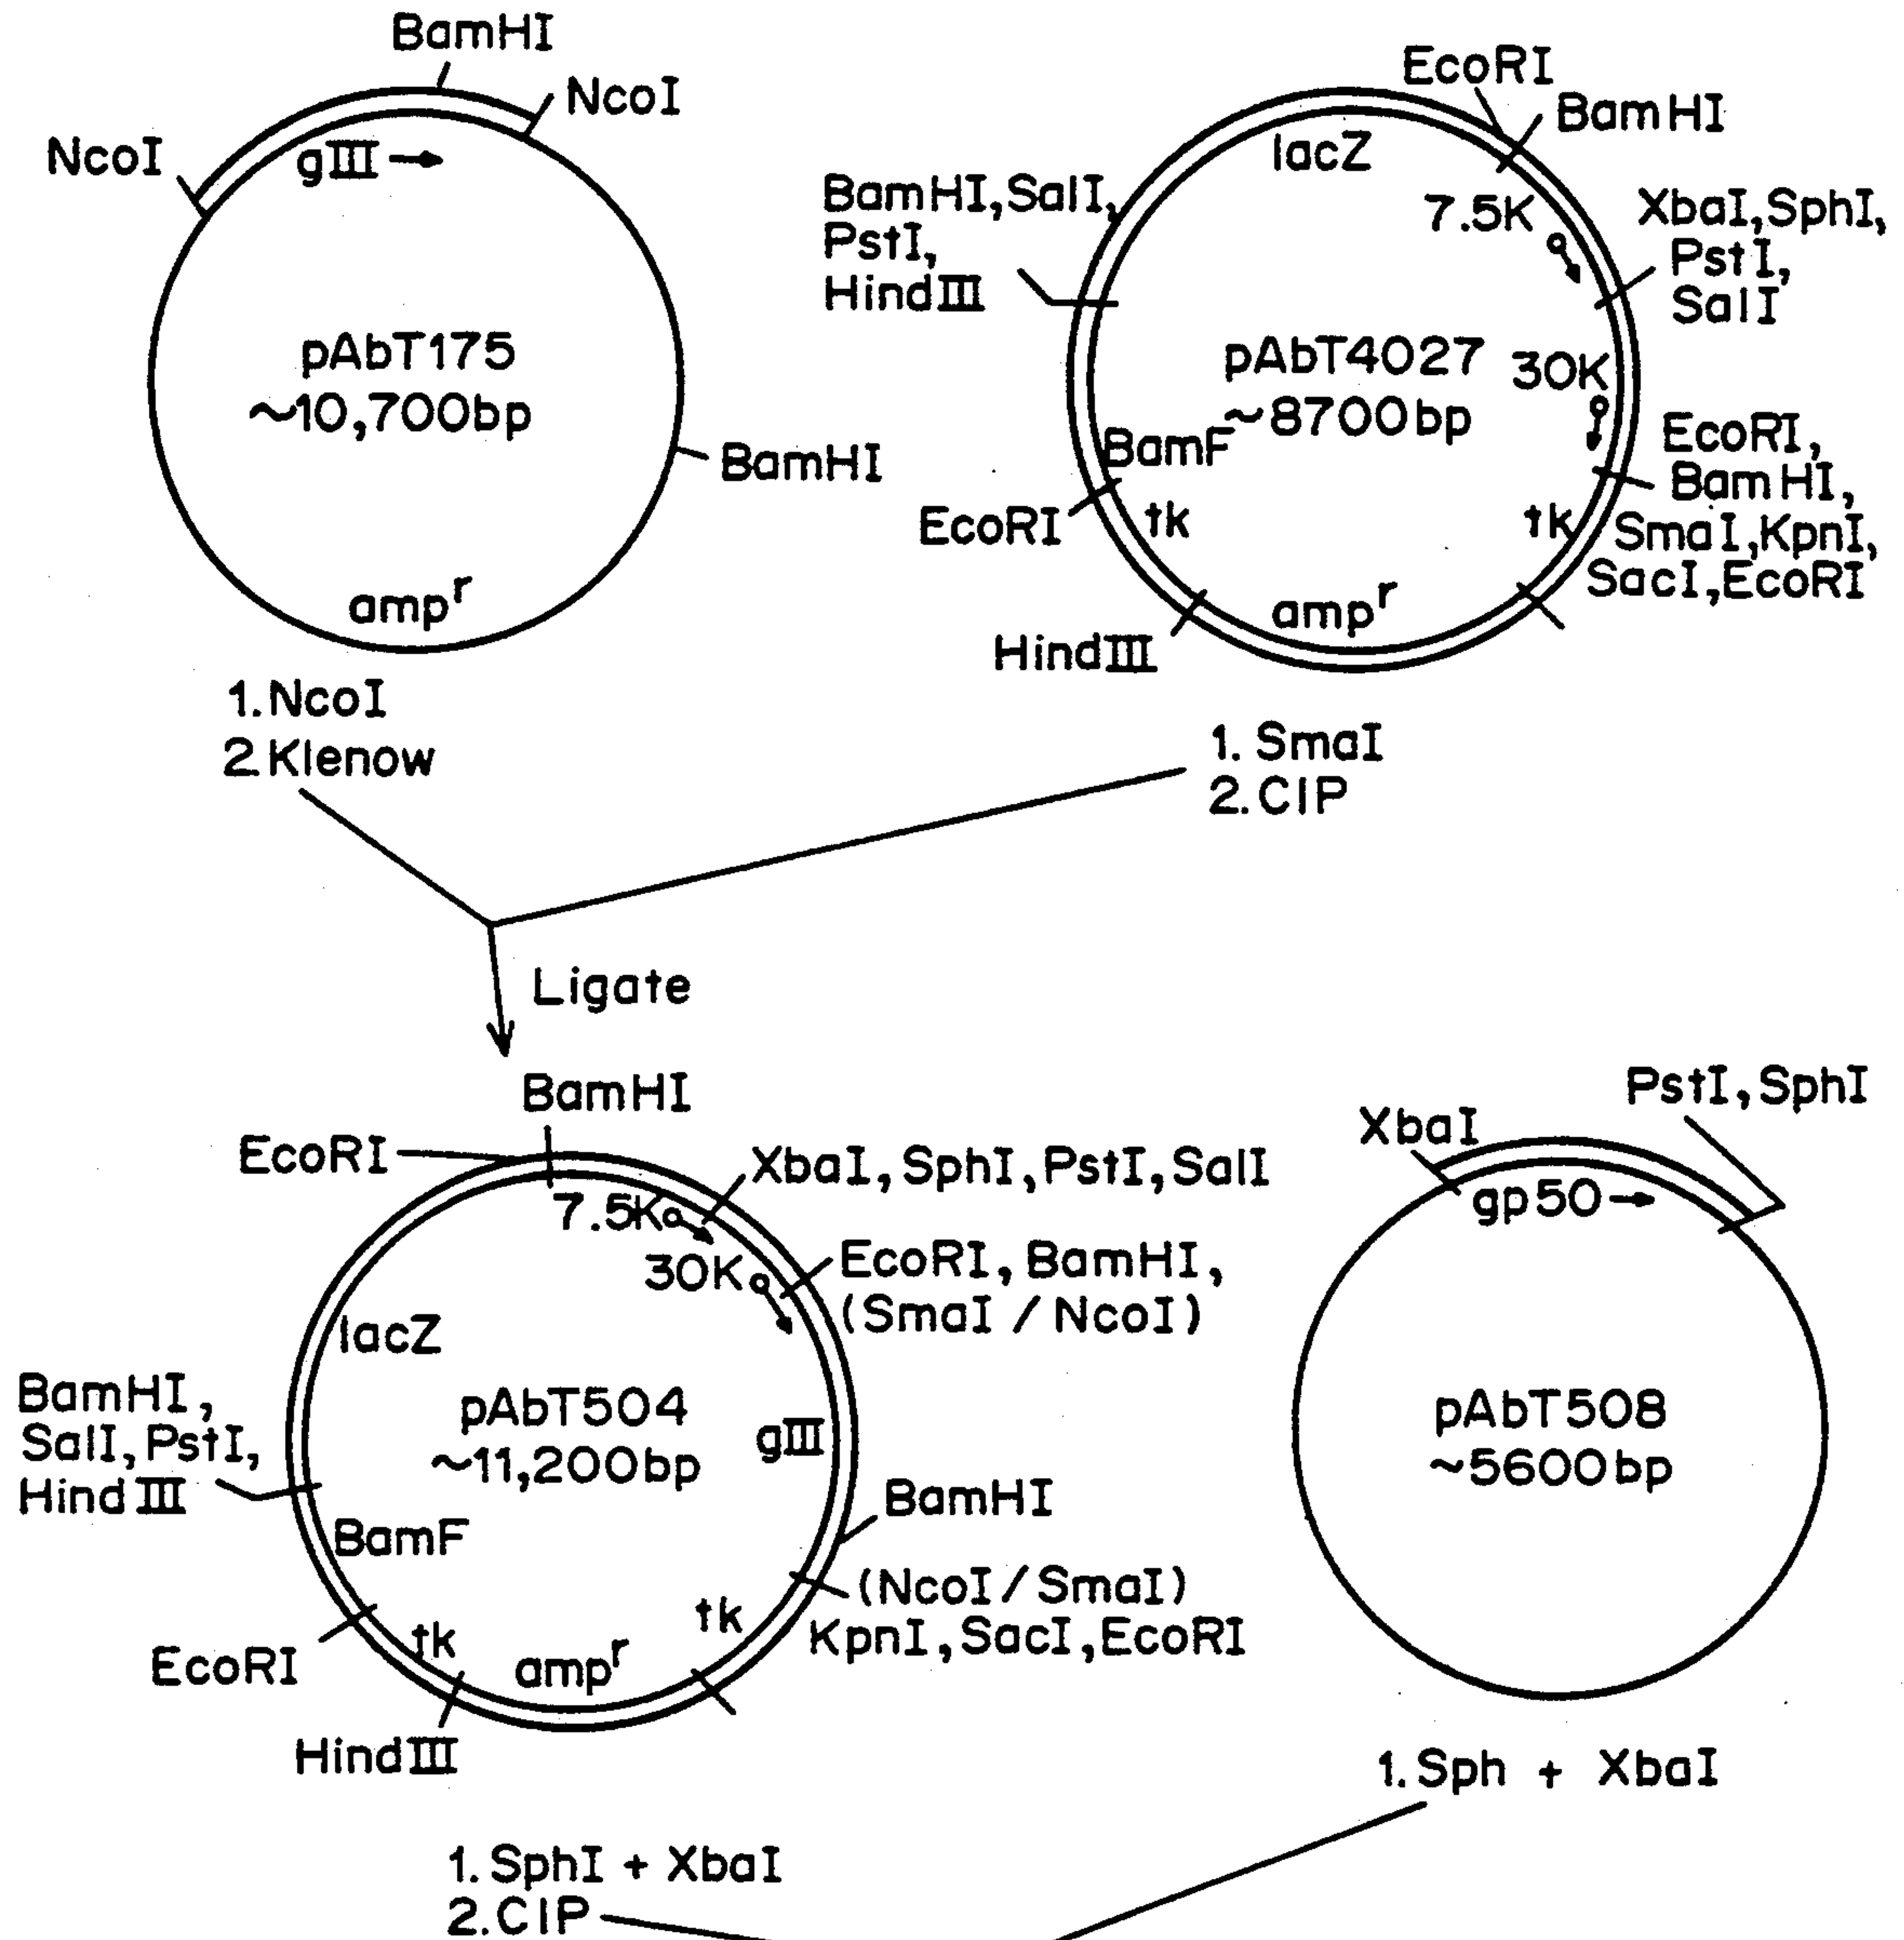 BamHI
NcoI
NcoI
gIII
pAbT175
~10,700bp
BamHI
amp^r
1.NcoI
2.Klenow
EcoRI
BamHI
lacZ
BamHI,SalI,
PstI,
HindIII
7.5K
XbaI,SphI,
PstI,
SalI
pAbT4027
~8700bp
30K
BamF
EcoRI
tk
tk
EcoRI,
BamHI,
SmaI,KpnI,
SacI,EcoRI
amp^r
HindIII
1. SmaI
2. CIP
Ligate
BamHI
EcoRI
XbaI,SphI,PstI,SalI
7.5K
30K
EcoRI, BamHI,
(SmaI / NcoI)
lacZ
BamHI,
SalI,PstI,
HindIII
pAbT504
~11,200bp
gIII
BamHI
BamF
(NcoI/SmaI)
KpnI,SacI,EcoRI
tk
tk
EcoRI
amp^r
HindIII
1. SphI + XbaI
2. CIP
PstI,SphI
XbaI
gp50
pAbT508
~5600bp
1. Sph + XbaI